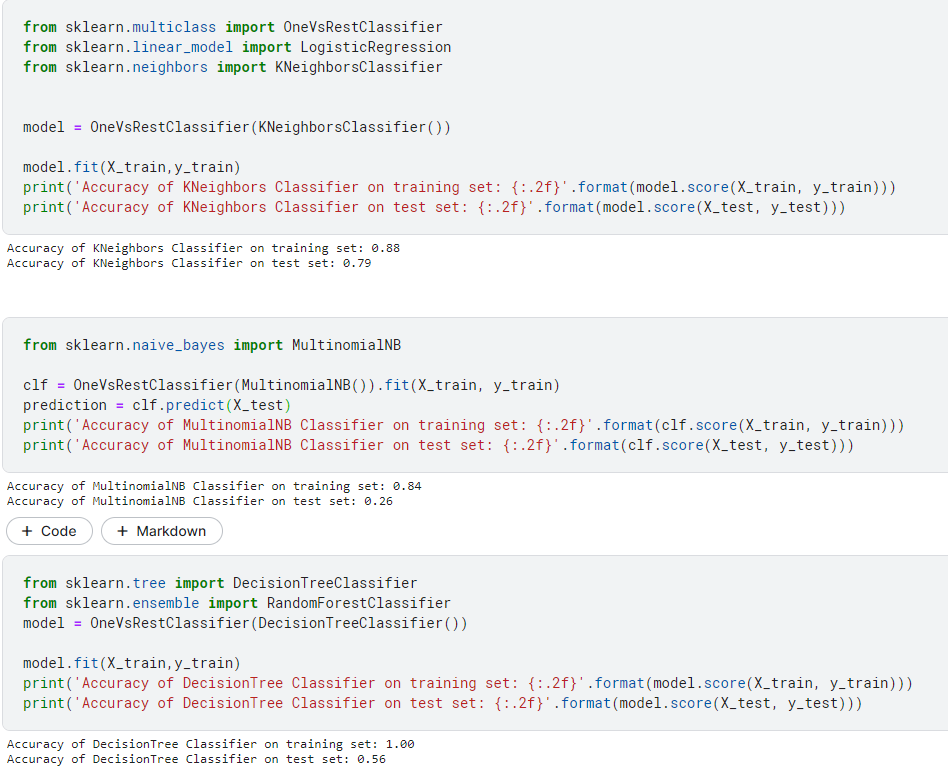 from sklearn.multiclass import OneVsRestClassifier
from sklearn.linear_model import LogisticRegression
from sklearn.neighbors import KNeighborsClassifier
model = OneVsRestClassifier(KNeighborsClassifier())
model.fit(X_train,y_train)
print('Accuracy of KNeighbors Classifier on training set: {:.2f}'.format(model.score(X_train, y_train)))
print('Accuracy of KNeighbors Classifier on test set: {:.2f}'.format(model.score(X_test, y_test)))
Accuracy of KNeighbors Classifier on training set: 0.88
Accuracy of KNeighbors Classifier on test set: 0.79
from sklearn.naive_bayes import MultinomialNB
clf = OneVsRestClassifier(MultinomialNB()).fit(X_train, y_train)
prediction = clf.predict(X_test)
print('Accuracy of MultinomialNB Classifier on training set: {:.2f}'.format(clf.score(X_train, y_train)))
print('Accuracy of MultinomialNB Classifier on test set: {:.2f}'.format(clf.score(X_test, y_test)))
Accuracy of MultinomialNB Classifier on training set: 0.84
Accuracy of MultinomialNB Classifier on test set: 0.26
+ Code + Markdown
from sklearn.tree import DecisionTreeClassifier
from sklearn.ensemble import RandomForestClassifier
model = OneVsRestClassifier(DecisionTreeClassifier())
model.fit(X_train,y_train)
print('Accuracy of DecisionTree Classifier on training set: {:.2f}'.format(model.score(X_train, y_train)))
print('Accuracy of DecisionTree Classifier on test set: {:.2f}'.format(model.score(X_test, y_test)))
Accuracy of DecisionTree Classifier on training set: 1.00
Accuracy of DecisionTree Classifier on test set: 0.56